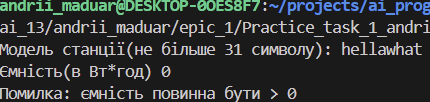 andrii_maduar@DESKTOP-0OES8F7:~/projects/ai_prog
ai_13/andrii_maduar/epic_1/Practice_task_1_andri
Модель станції(не більше 31 символу): hellawhat
Ємність(в Вт*год) 0
Помилка: ємність повинна бути > 0